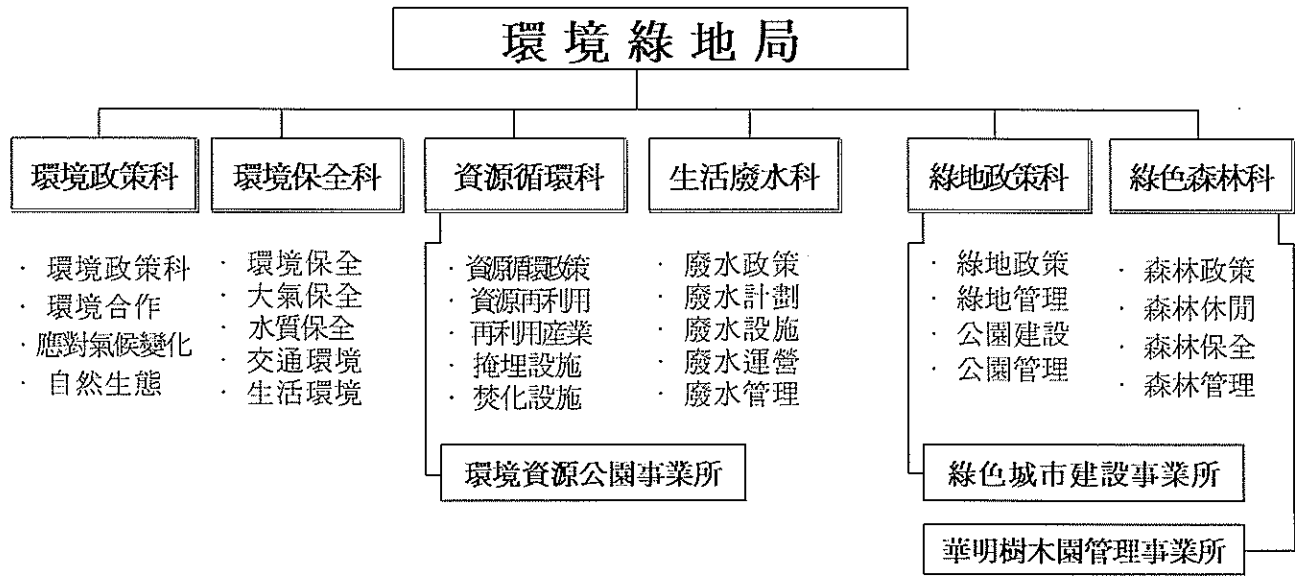 環境綠地局
環境政策科
環境保全科
資源循環科
生活廢水科
綠地政策科
綠色森林科
· 環境政策科
· 環境合作
· 應對氣候變化
· 自然生態
· 環境保全
· 大氣保全
· 水質保全
· 交通環境
· 生活環境
· 資源循環政策
· 資源再利用
· 再利用産業
· 掩埋設施
· 焚化設施
· 廢水政策
· 廢水計劃
· 廢水設施
· 廢水運營
· 廢水管理
· 綠地政策
· 綠地管理
· 公園建設
· 公園管理
· 森林政策
· 森林休閒
· 森林保全
· 森林管理
環境資源公園事業所
綠色城市建設事業所
華明樹木園管理事業所